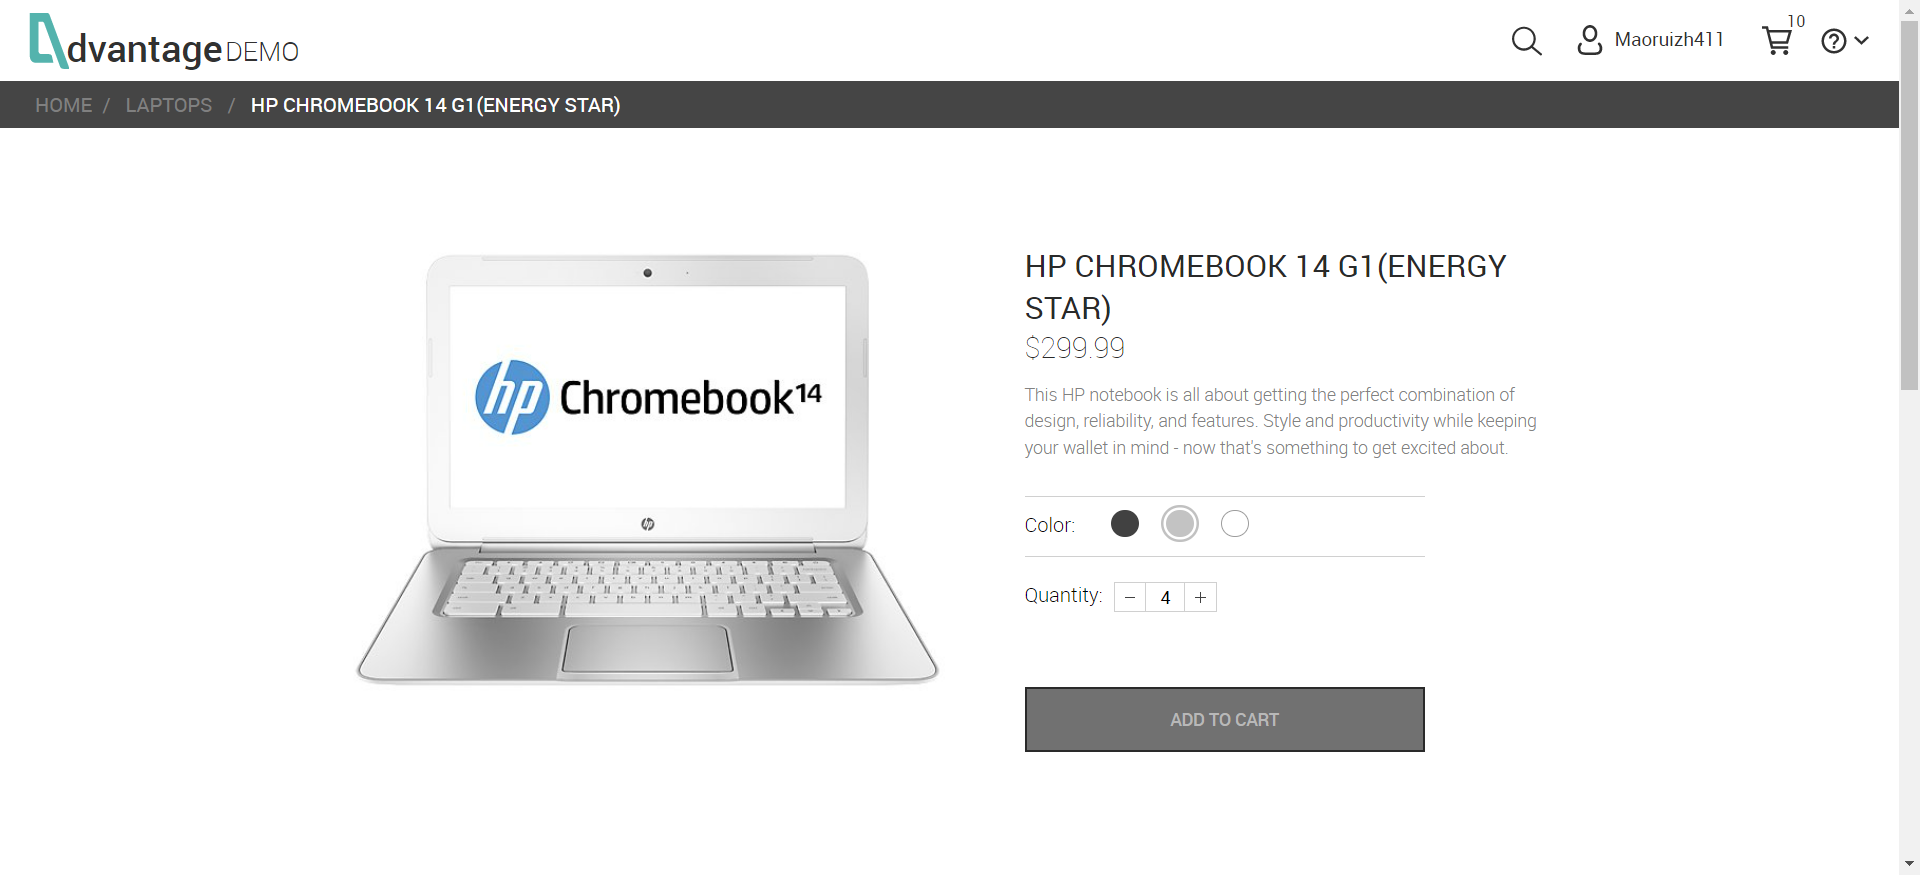 dvantage DEMO
Maoruizh411
10
HOME / LAPTOPS / HP CHROMEBOOK 14 G1(ENERGY STAR)
hp Chromebook14
hp
HP CHROMEBOOK 14 G1(ENERGY
STAR)
$299.99
This HP notebook is all about getting the perfect combination of
design, reliability, and features. Style and productivity while keeping
your wallet in mind - now that's something to get excited about.
Color:
Quantity: − 4 +
ADD TO CART